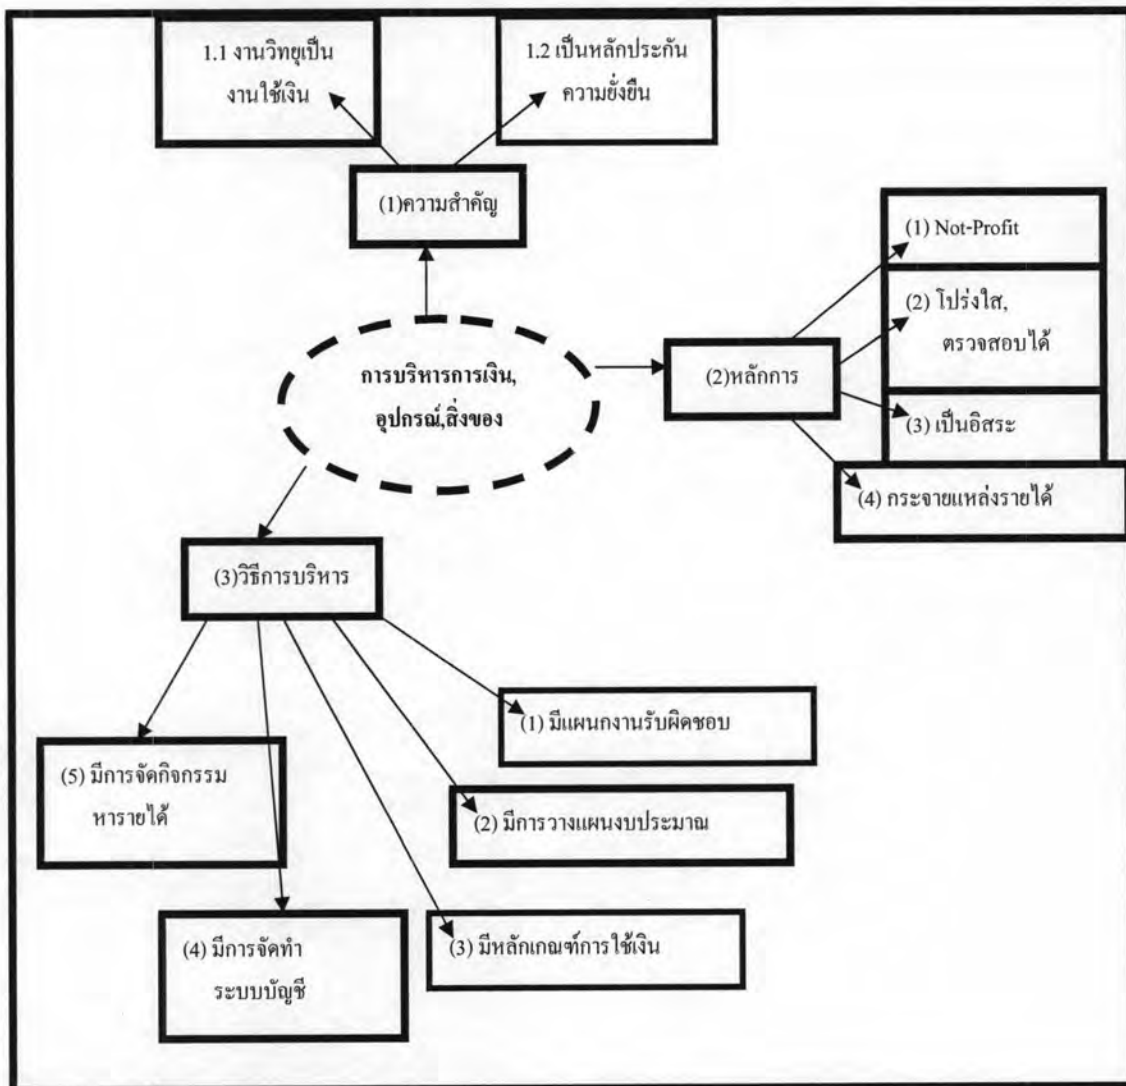 1.1 งานวิทยุเป็น
งานใช้เงิน
1.2 เป็นหลักประกัน
ความยั่งยืน
(1)ความสำคัญ
การบริหารการเงิน,
อุปกรณ์,สิ่งของ
(2)หลักการ
(1) Not-Profit
(2) โปร่งใส,
ตรวจสอบได้
(3) เป็นอิสระ
(4) กระจายแหล่งรายได้
(3)วิธีการบริหาร
(1) มีแผนกงานรับผิดชอบ
(2) มีการวางแผนงบประมาณ
(3) มีหลักเกณฑ์การใช้เงิน
(4) มีการจัดทำ
ระบบบัญชี
(5) มีการจัดกิจกรรม
หารายได้